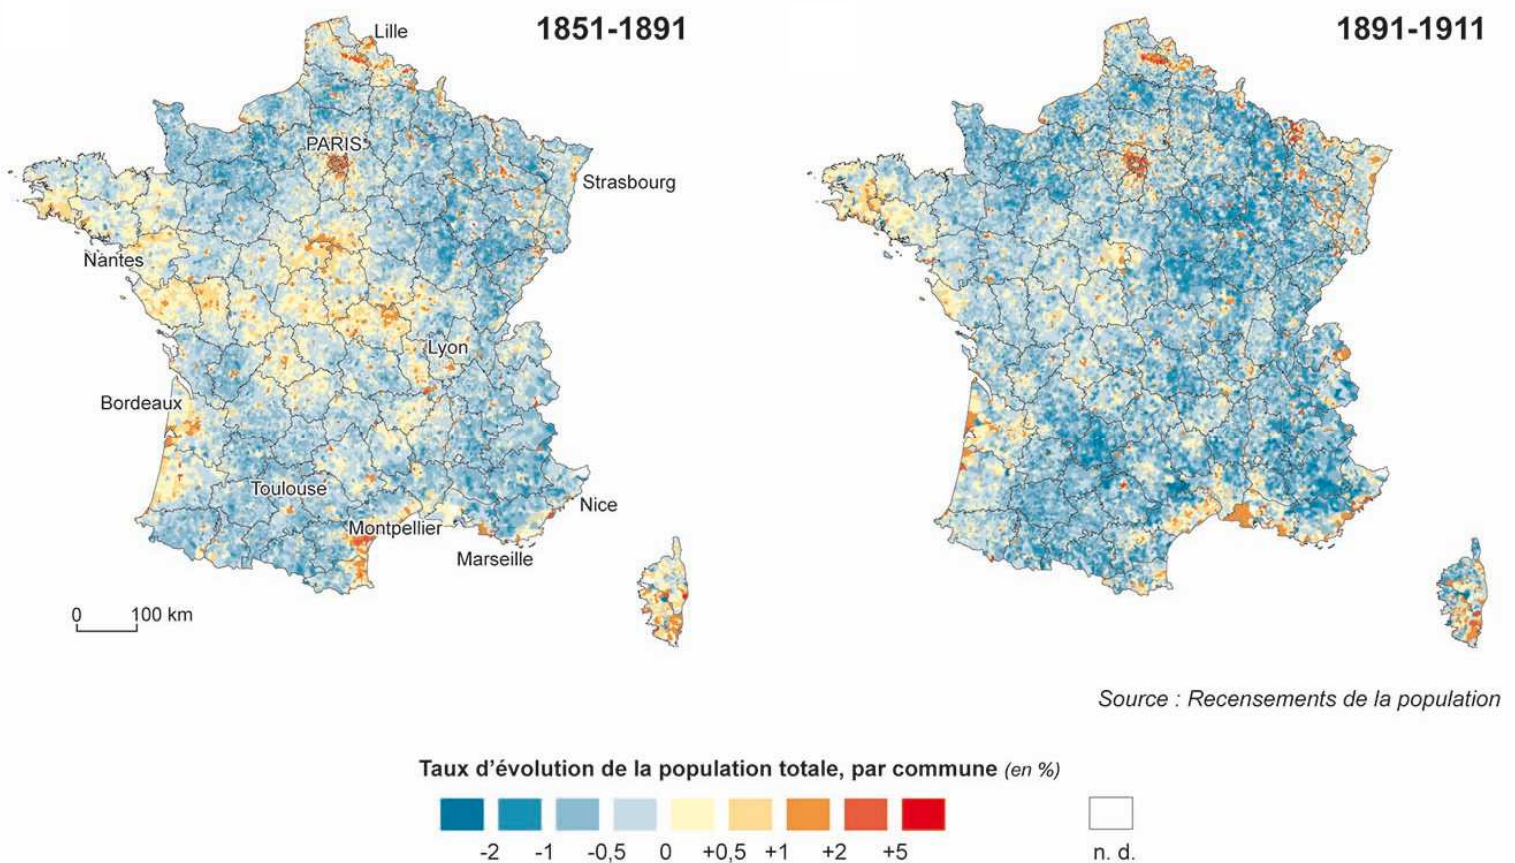 1851-1891
1891-1911
Lille
PARIS
Strasbourg
Nantes
Lyon
Bordeaux
Toulouse
Nice
Montpellier
Marseille
0 100 km
Source : Recensements de la population
Taux d’évolution de la population totale, par commune (en %)
-2 -1 -0,5 0 +0,5 +1 +2 +5 n. d.